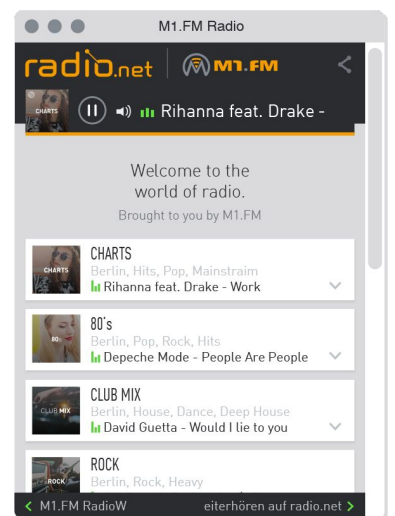 M1.FM Radio
radio.net M1.FM
CHARTS
Rihanna feat. Drake -
Welcome to the
world of radio.
Brought to you by M1.FM
CHARTS
CHARTS
Berlin, Hits, Pop, Mainstraim
Rihanna feat. Drake - Work
80's
80s
Berlin, Pop, Rock, Hits
Depeche Mode - People Are People
CLUB MIX
CLUB MIX
Berlin, House, Dance, Deep House
David Guetta - Would I lie to you
ROCK
ROCK
Berlin, Rock, Heavy
M1.FM RadioW eiterhören auf radio.net